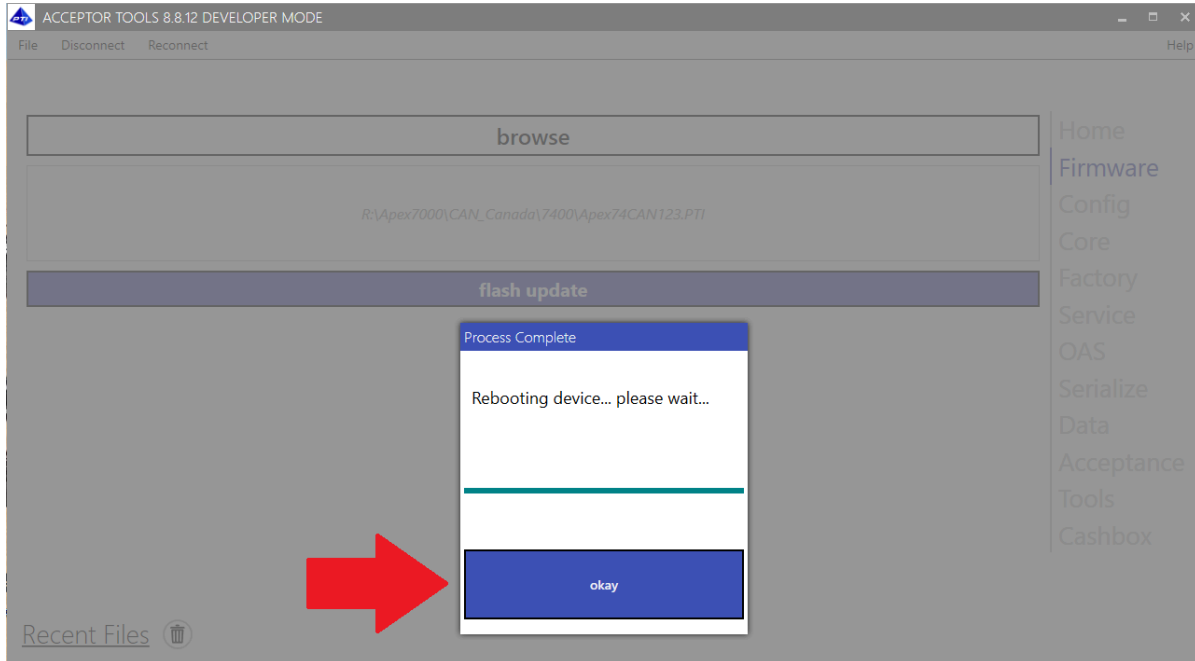 PTI
ACCEPTOR TOOLS 8.8.12 DEVELOPER MODE
File Disconnect Reconnect Help
browse
R:\Apex7000\CAN_Canada\7400\Apex74CAN123.PTI
flash update
Home
Firmware
Config
Core
Factory
Service
OAS
Serialize
Data
Acceptance
Tools
Cashbox
Process Complete
Rebooting device... please wait...
okay
Recent Files